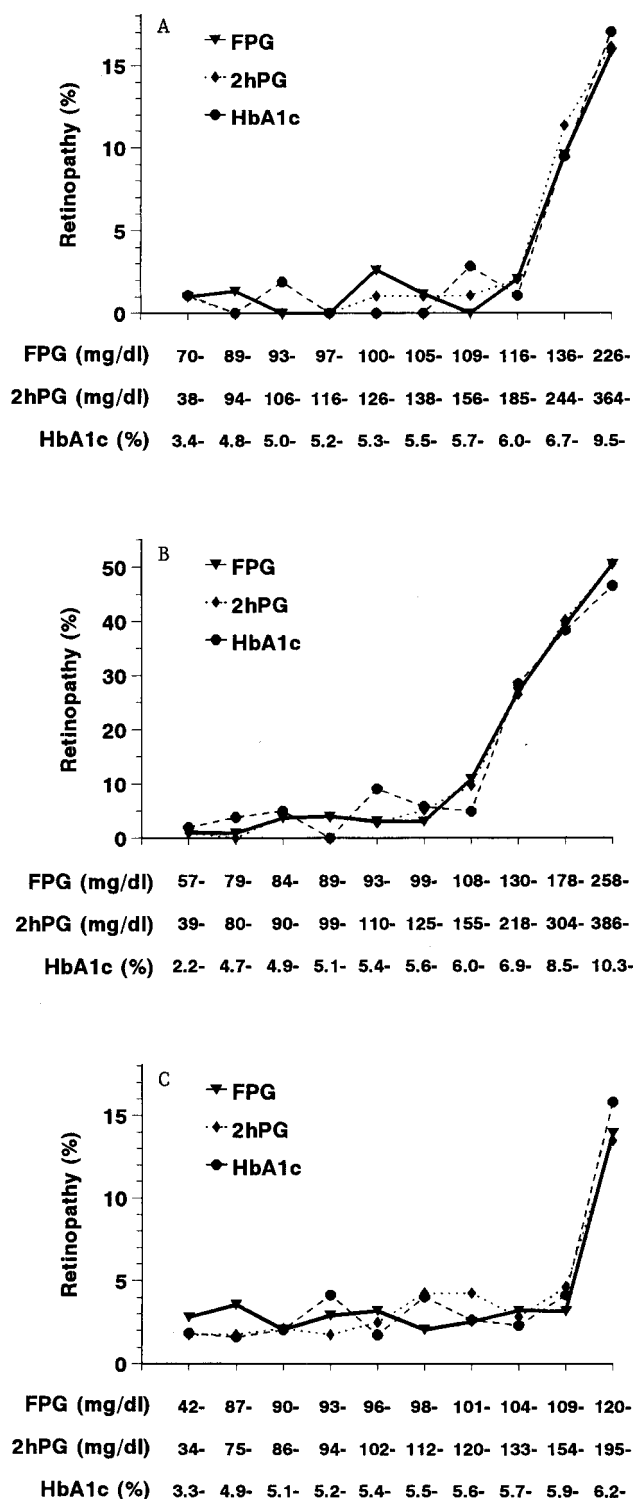 A
FPG
2hPG
HbA1c
Retinopathy (%)
15
10
5
0
FPG (mg/dl) 70- 89- 93- 97- 100- 105- 109- 116- 136- 226-
2hPG (mg/dl) 38- 94- 106- 116- 126- 138- 156- 185- 244- 364-
HbA1c (%) 3.4- 4.8- 5.0- 5.2- 5.3- 5.5- 5.7- 6.0- 6.7- 9.5-
B
FPG
2hPG
HbA1c
Retinopathy (%)
50
40
30
20
10
0
FPG (mg/dl) 57- 79- 84- 89- 93- 99- 108- 130- 178- 258-
2hPG (mg/dl) 39- 80- 90- 99- 110- 125- 155- 218- 304- 386-
HbA1c (%) 2.2- 4.7- 4.9- 5.1- 5.4- 5.6- 6.0- 6.9- 8.5- 10.3-
C
FPG
2hPG
HbA1c
Retinopathy (%)
15
10
5
0
FPG (mg/dl) 42- 87- 90- 93- 96- 98- 101- 104- 109- 120-
2hPG (mg/dl) 34- 75- 86- 94- 102- 112- 120- 133- 154- 195-
HbA1c (%) 3.3- 4.9- 5.1- 5.2- 5.4- 5.5- 5.6- 5.7- 5.9- 6.2-